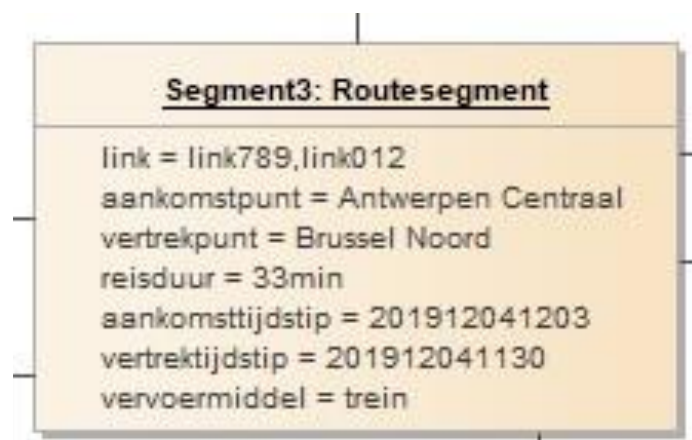 Segment3: Routesegment
link = link789,link012
aankomstpunt = Antwerpen Centraal
vertrekpunt = Brussel Noord
reisduur = 33min
aankomsttijdstip = 201912041203
vertrektijdstip = 201912041130
vervoermiddel = trein